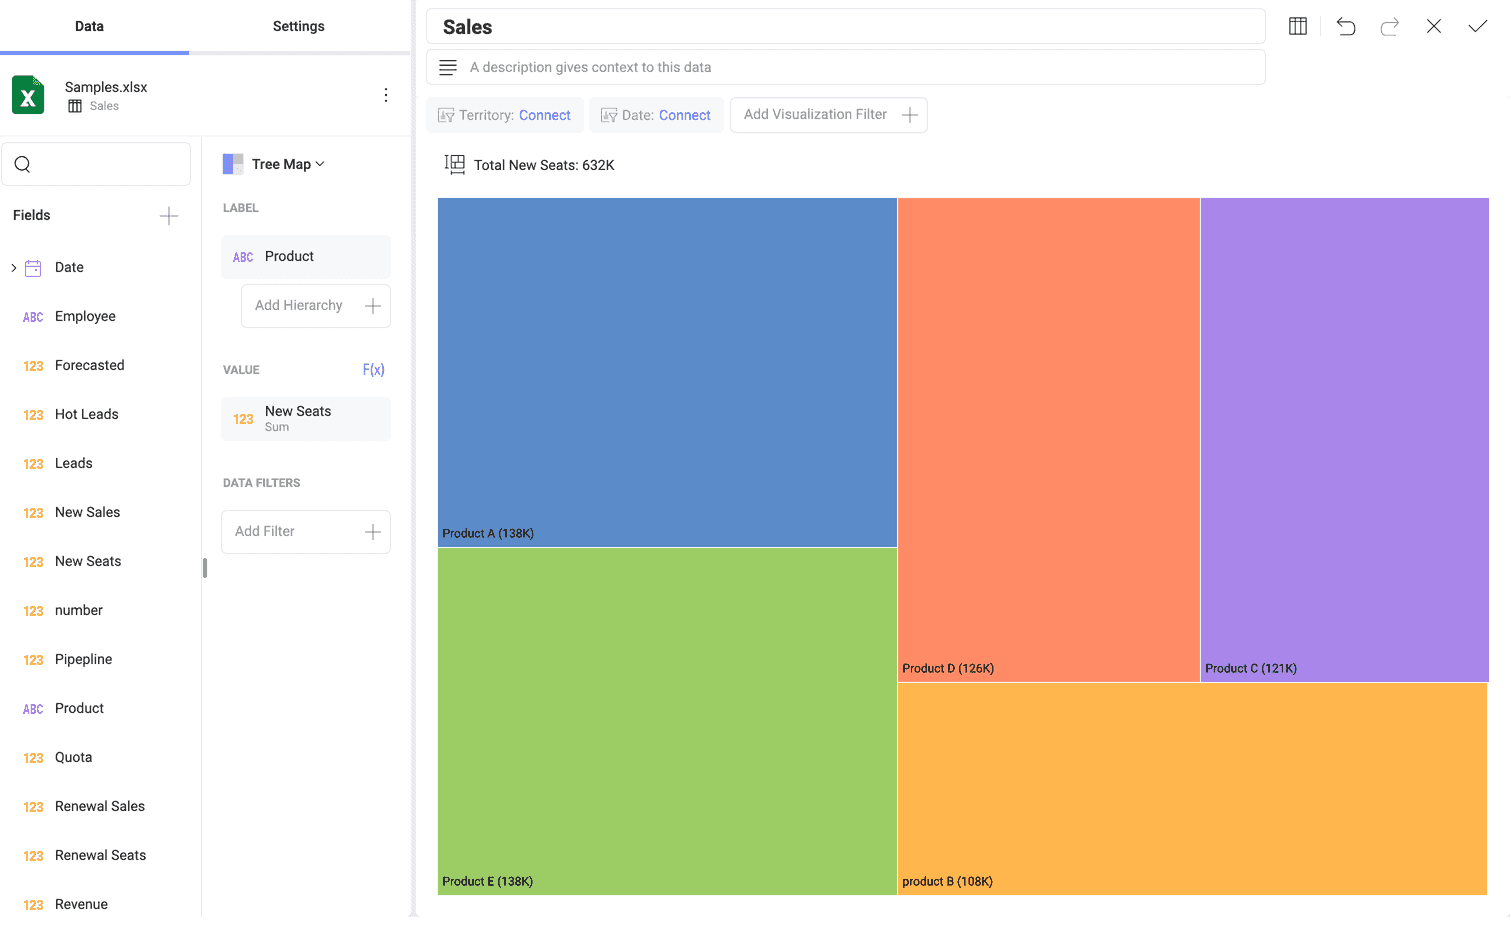 Data
Settings
Samples.xlsx
Sales
Fields
Date
ABC Employee
123 Forecasted
123 Hot Leads
123 Leads
123 New Sales
123 New Seats
123 number
123 Pipepline
ABC Product
123 Quota
123 Renewal Sales
123 Renewal Seats
123 Revenue
Tree Map
LABEL
ABC Product
Add Hierarchy
VALUE F(x)
123 New Seats
Sum
DATA FILTERS
Add Filter
Sales
A description gives context to this data
Territory: Connect
Date: Connect
Add Visualization Filter
Total New Seats: 632K
Product A (138K)
Product D (126K)
Product C (121K)
Product E (138K)
product B (108K)